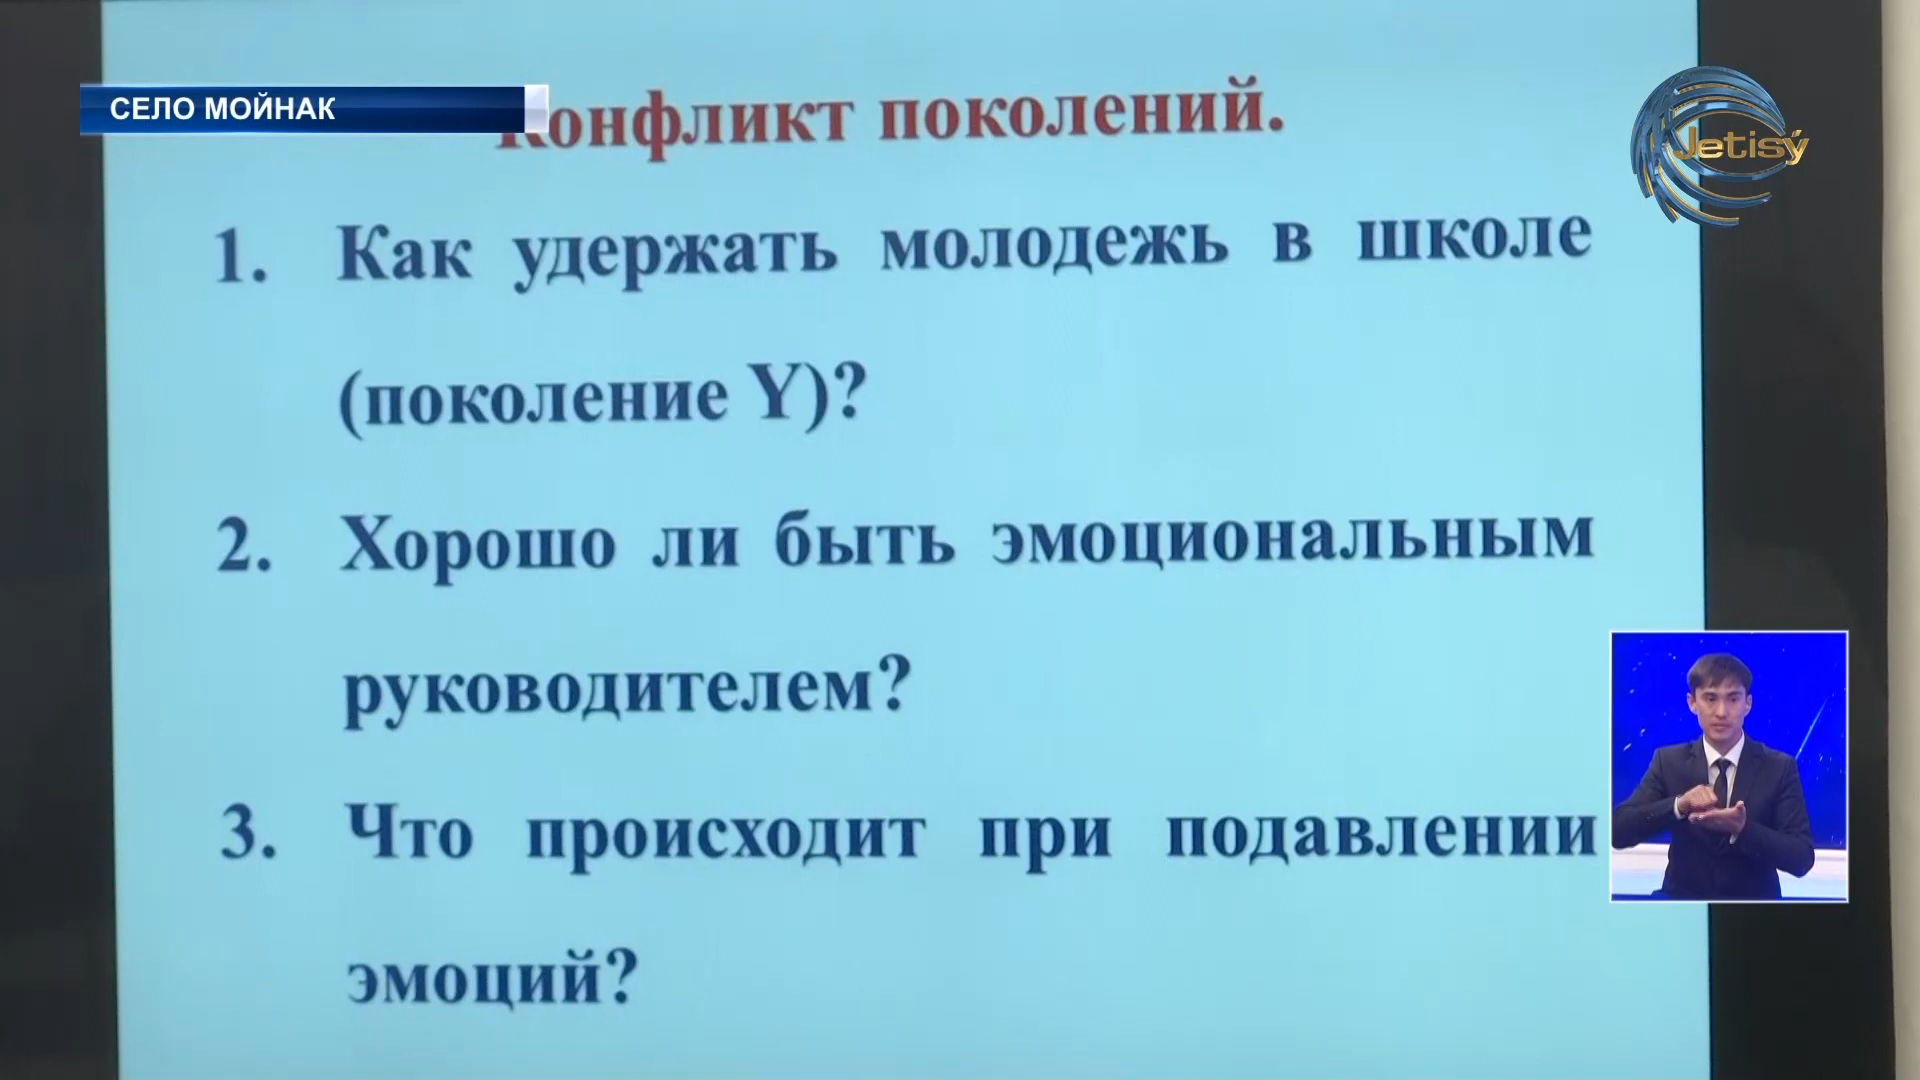 СЕЛО МОЙНАК
Конфликт поколений.
Jetisý
1. Как удержать молодежь в школе
(поколение Y)?
2. Хорошо ли быть эмоциональным
руководителем?
3. Что происходит при подавлении
эмоций?